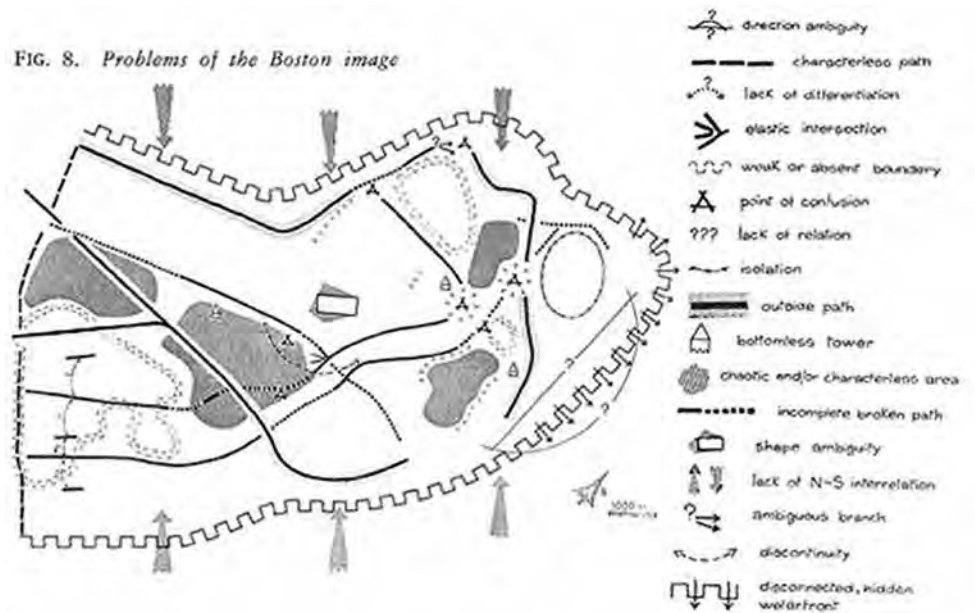 FIG. 8. Problems of the Boston image
?
?
direction ambiguity
characterless path
?
lack of differentiation
elastic intersection
weak or absent boundary
point of confusion
??? lack of relation
isolation
outside path
bottomless tower
chaotic and/or characterless area
incomplete broken path
shape ambiguity
lack of N-S interrelation
?
ambiguous branch
discontinuity
disconnected, hidden
waterfront
?
?
?